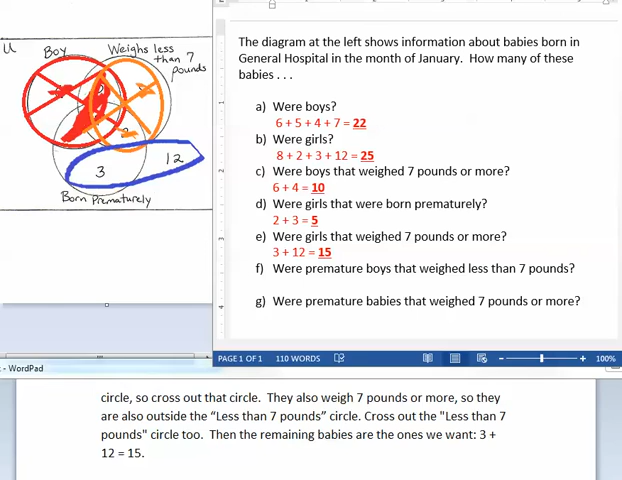 U
Boy
Weighs less
than 7
pounds
12
3
Born Prematurely
The diagram at the left shows information about babies born in
General Hospital in the month of January.  How many of these
babies . . .
a) Were boys?
6 + 5 + 4 + 7 = 22
b) Were girls?
8 + 2 + 3 + 12 = 25
c) Were boys that weighed 7 pounds or more?
6 + 4 = 10
d) Were girls that were born prematurely?
2 + 3 = 5
e) Were girls that weighed 7 pounds or more?
3 + 12 = 15
f) Were premature boys that weighed less than 7 pounds?
g) Were premature babies that weighed 7 pounds or more?
PAGE 1 OF 1
110 WORDS
100%
- WordPad
circle, so cross out that circle.  They also weigh 7 pounds or more, so they
are also outside the “Less than 7 pounds” circle. Cross out the "Less than 7
pounds" circle too.  Then the remaining babies are the ones we want: 3 +
12 = 15.